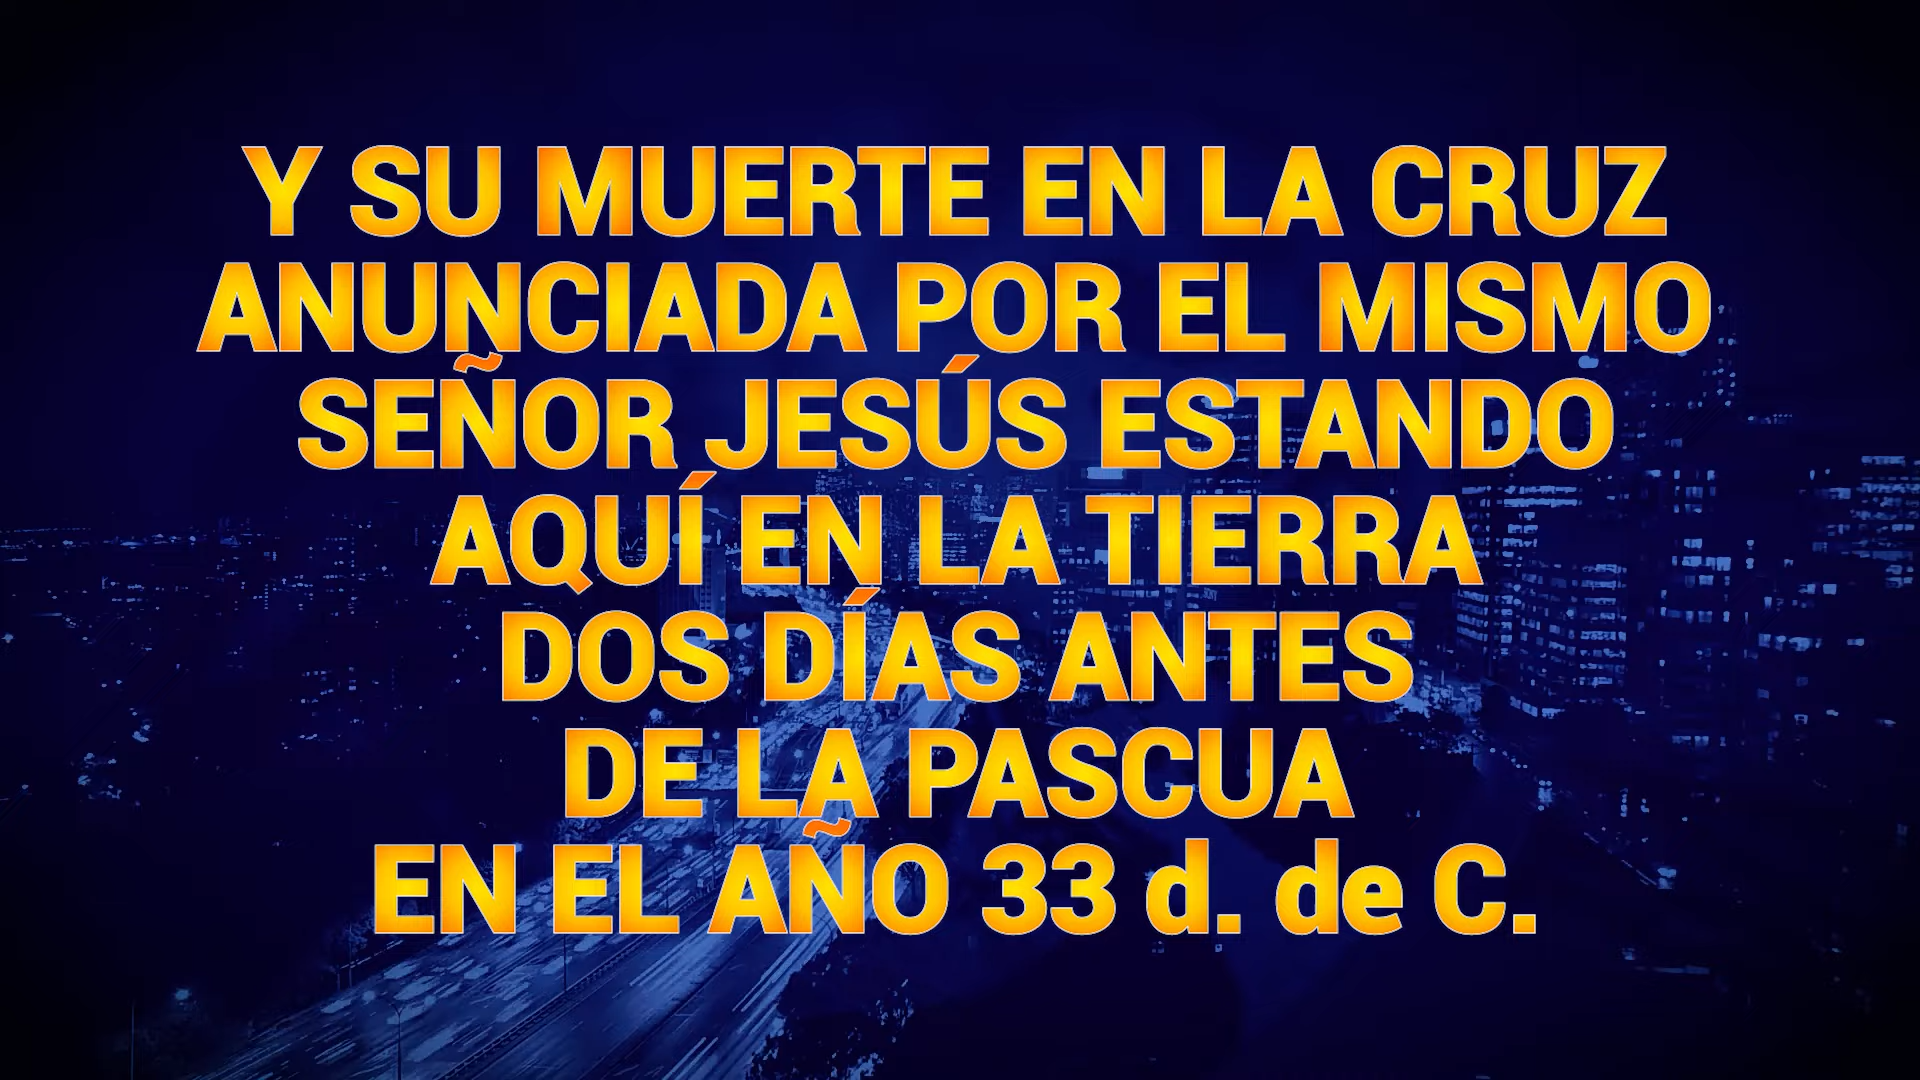 Y SU MUERTE EN LA CRUZ
ANUNCIADA POR EL MISMO
SEÑOR JESÚS ESTANDO
AQUÍ EN LA TIERRA
DOS DÍAS ANTES
DE LA PASCUA
EN EL AÑO 33 d. de C.